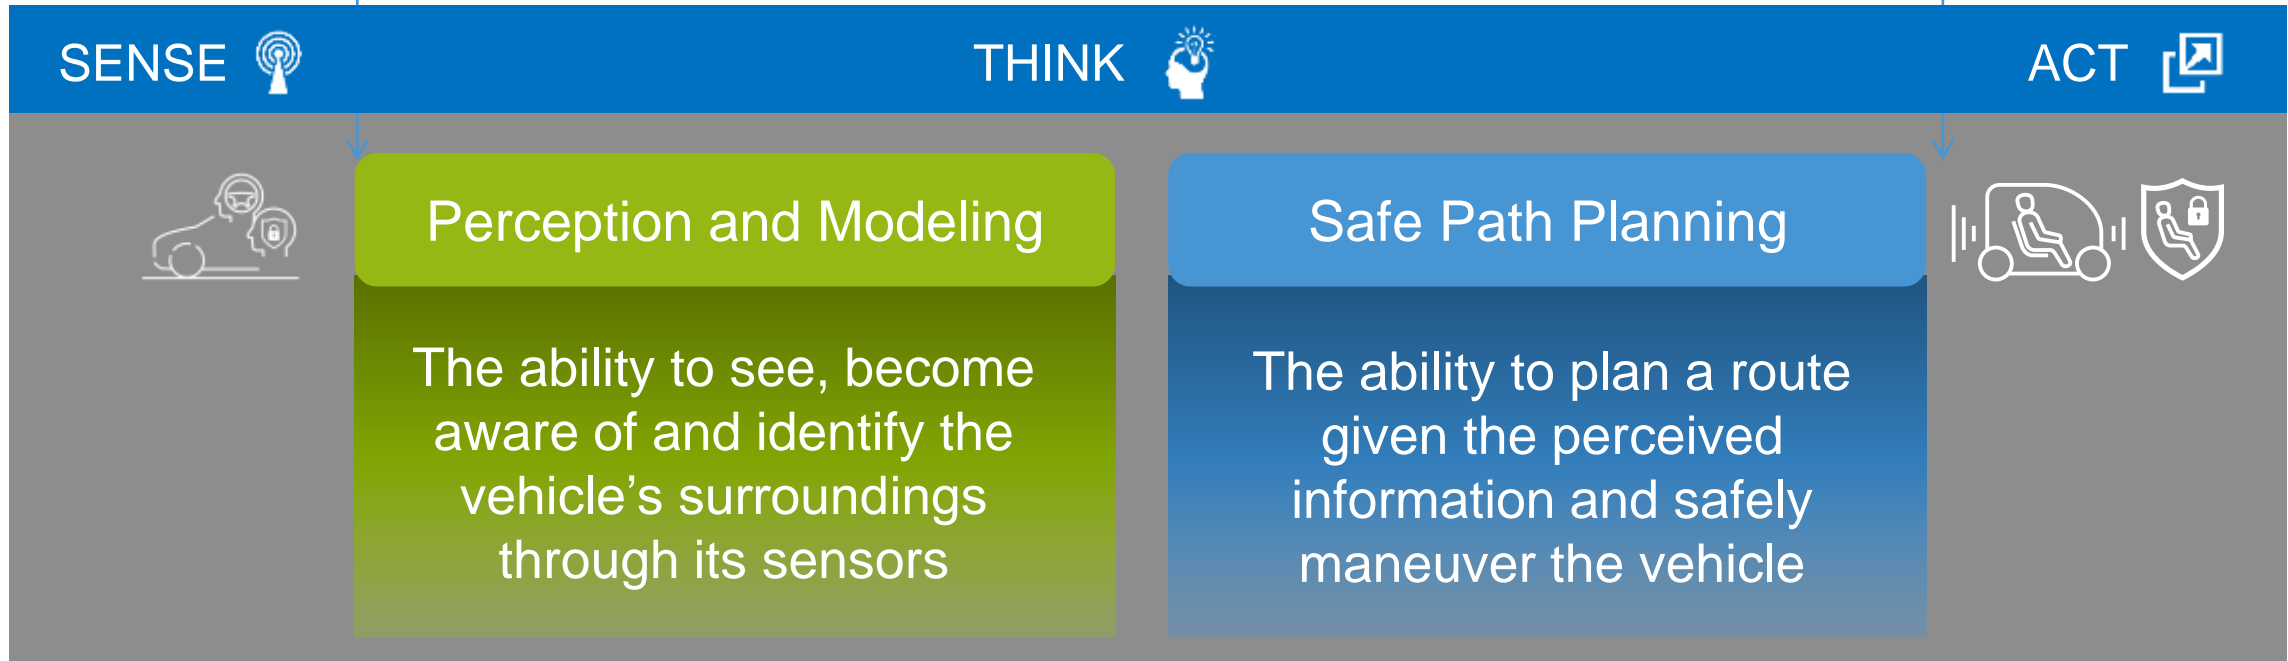 SENSE
THINK
ACT
Perception and Modeling
The ability to see, become
aware of and identify the
vehicle’s surroundings
through its sensors
Safe Path Planning
The ability to plan a route
given the perceived
information and safely
maneuver the vehicle